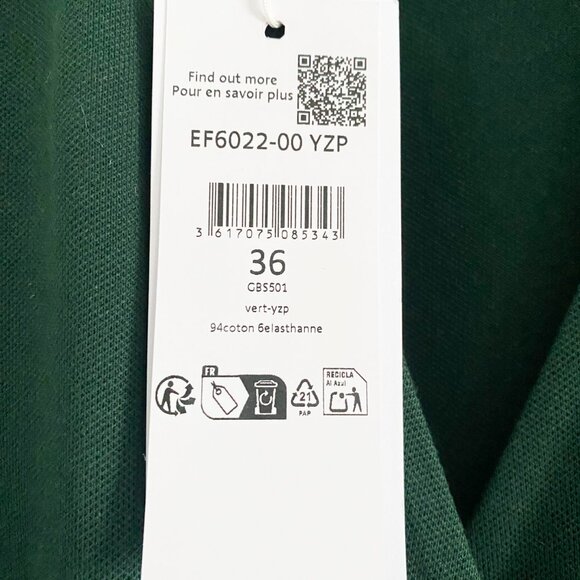 Find out more
Pour en savoir plus
EF6022-00 YZP
3 617075 085343
36
GBS501
vert-yzp
94coton 6elasthanne
FR
21
PAP
RECICLA
Al Azul